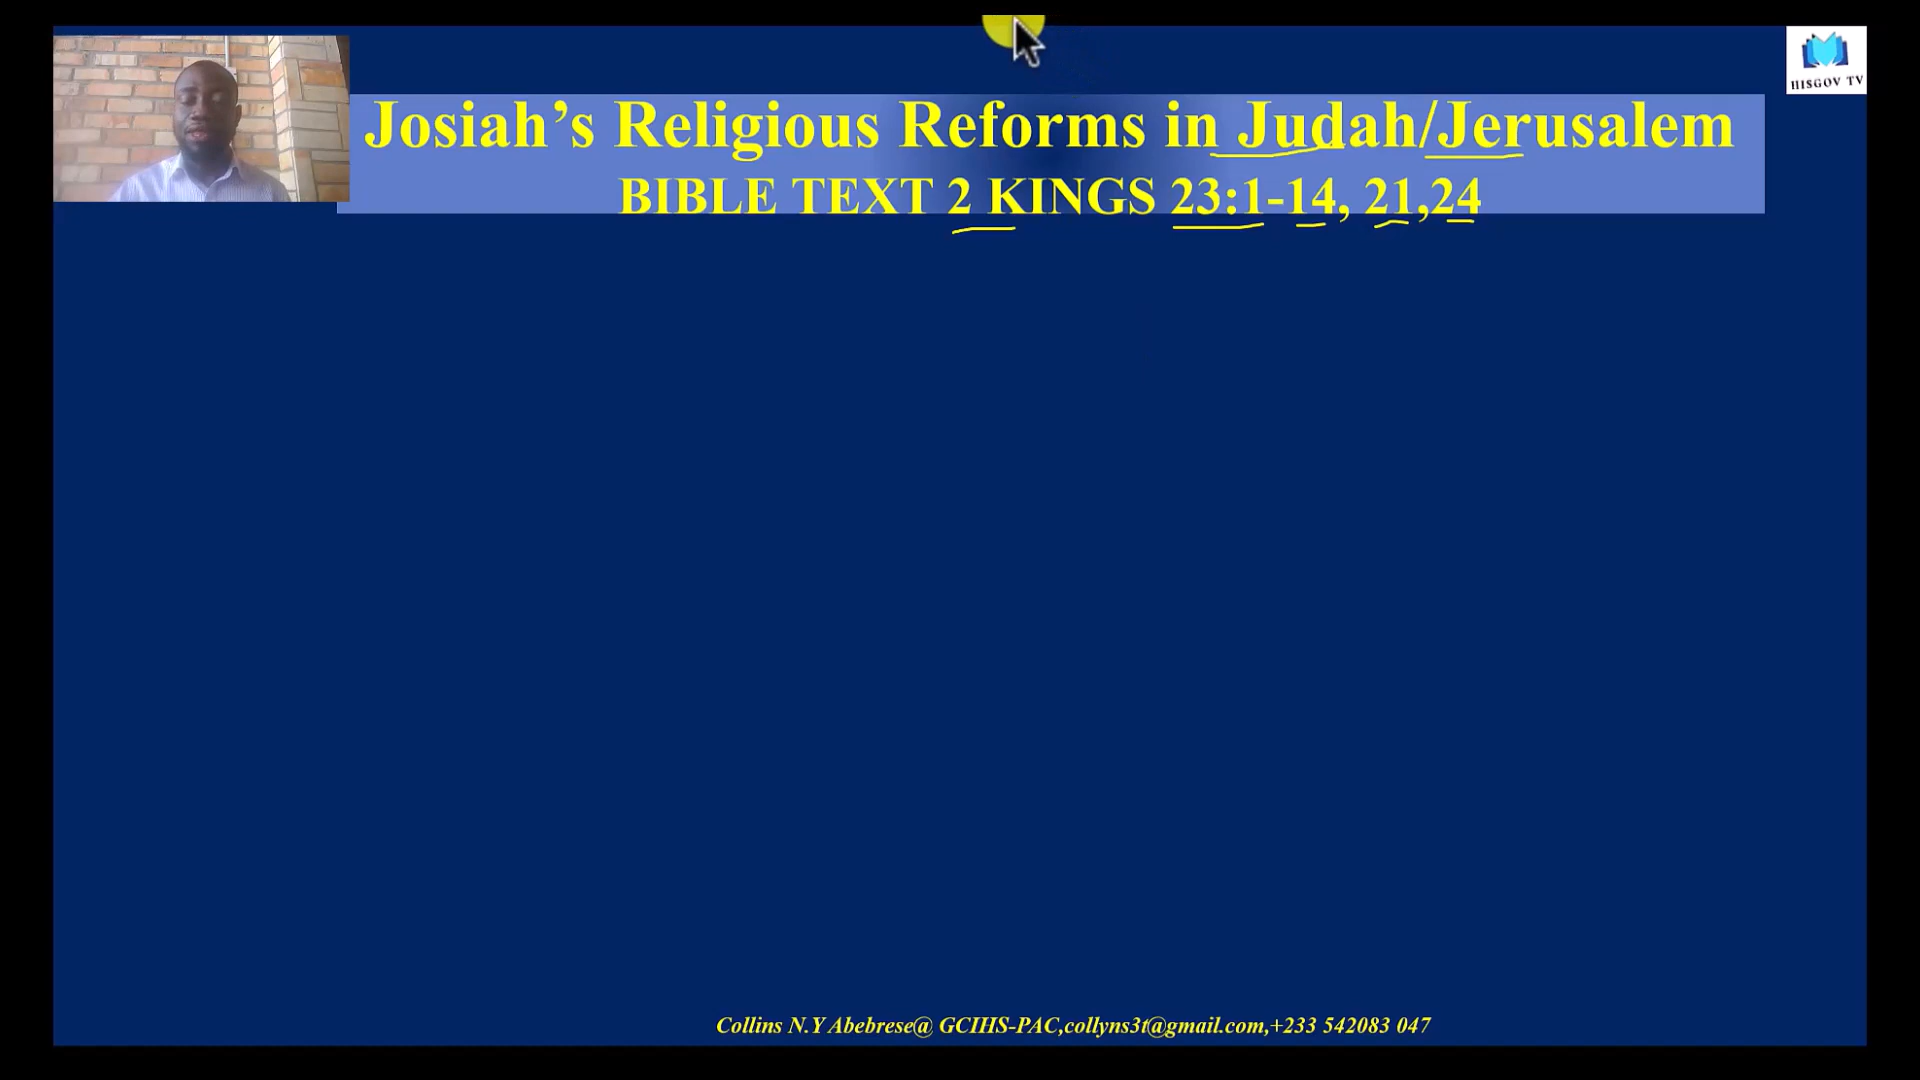 HISGOV TV
Josiah’s Religious Reforms in Judah/Jerusalem
BIBLE TEXT 2 KINGS 23:1-14, 21,24
Collins N.Y Abebrese@ GCIHS-PAC,collyns3t@gmail.com,+233 542083 047